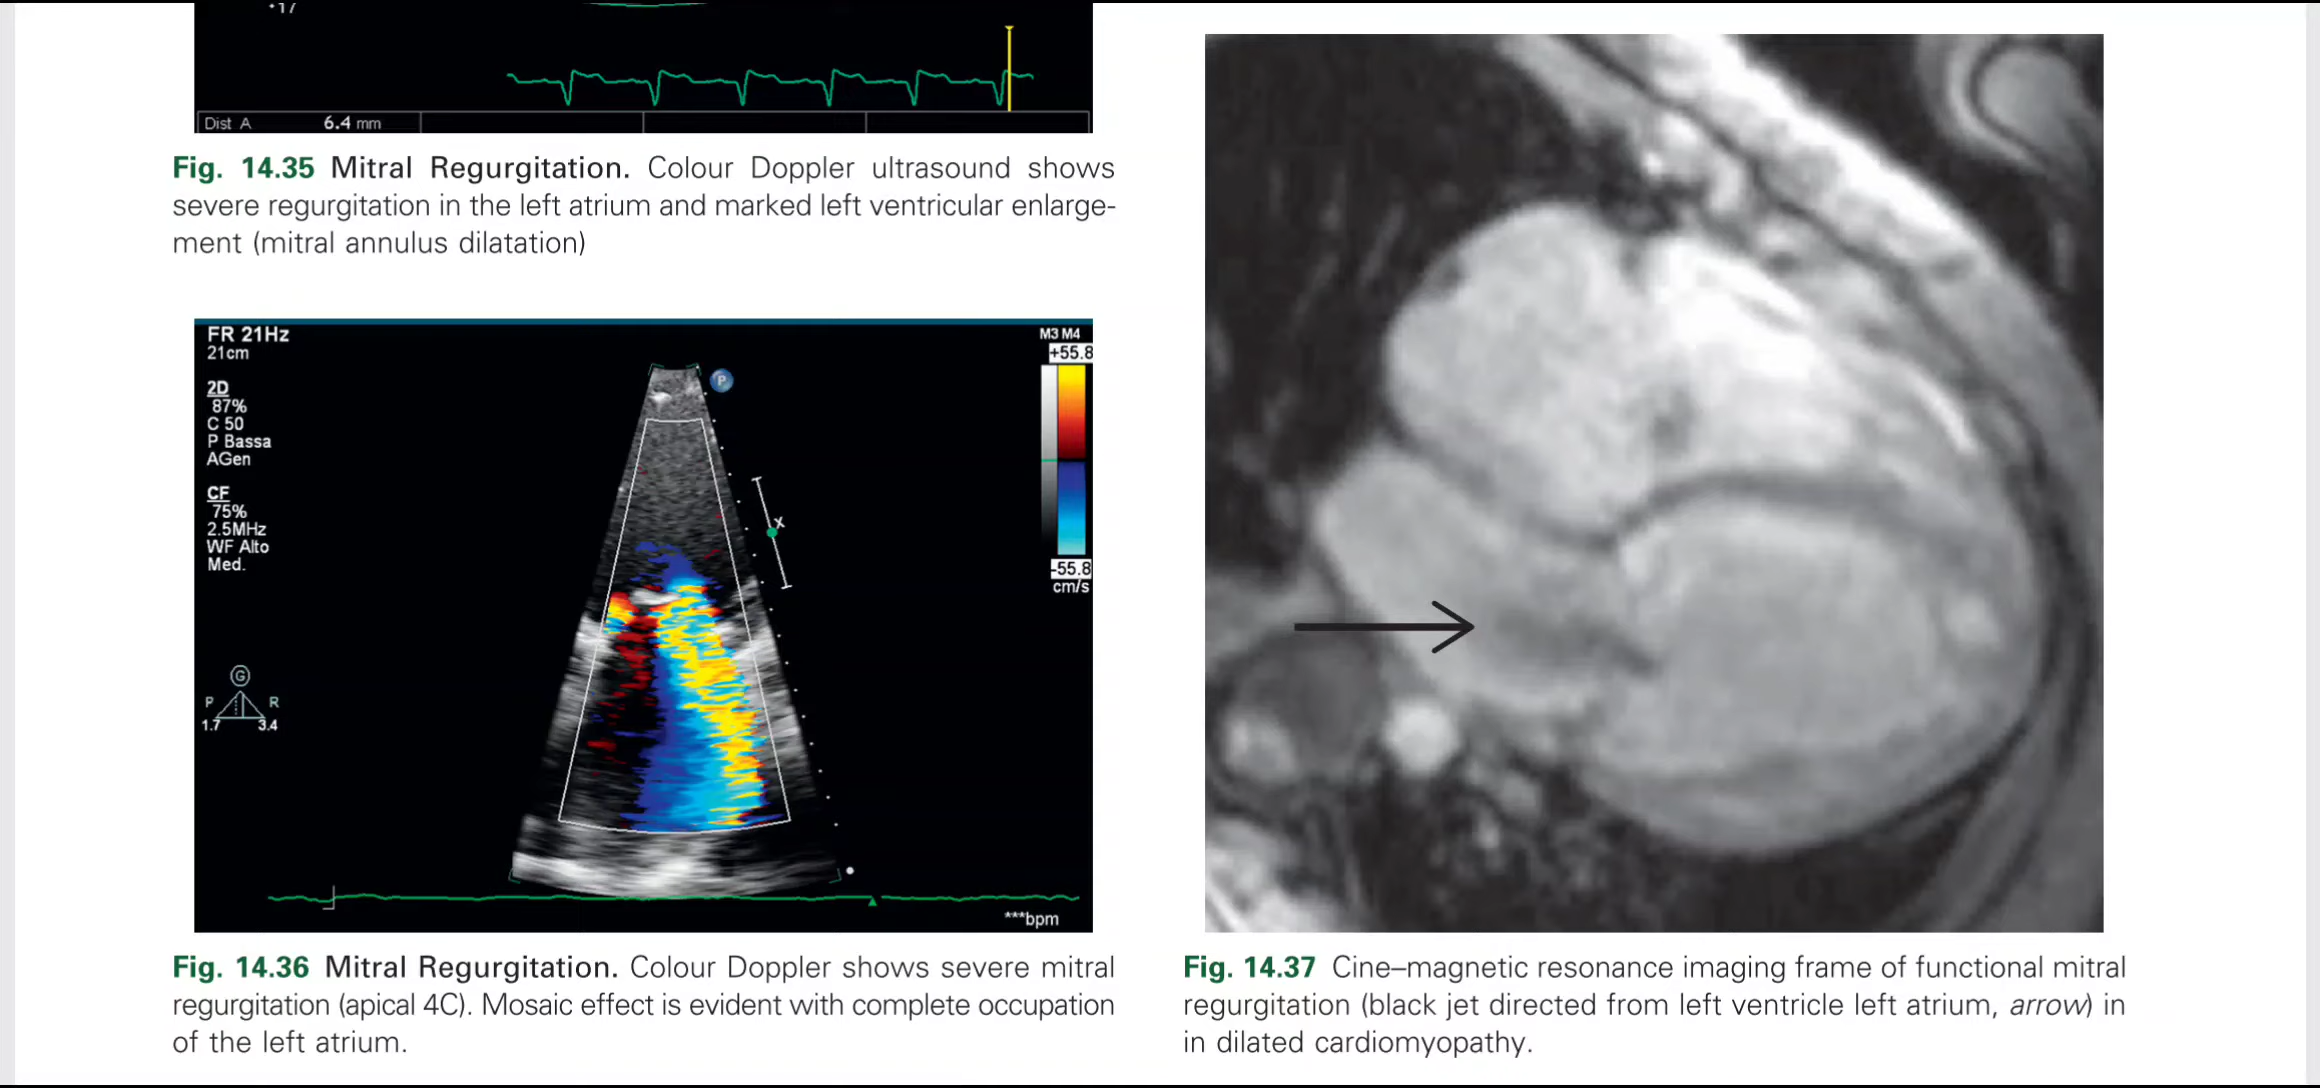 Dist A 6.4 mm
Fig. 14.35 Mitral Regurgitation. Colour Doppler ultrasound shows
severe regurgitation in the left atrium and marked left ventricular enlarge-
ment (mitral annulus dilatation)
FR 21Hz
21cm
2D
87%
C 50
P Bassa
AGen
CF
75%
2.5MHz
WF Alto
Med.
G
P R
1.7 3.4
P
x
M3 M4
+55.8
-55.8
cm/s
***bpm
Fig. 14.36 Mitral Regurgitation. Colour Doppler shows severe mitral
regurgitation (apical 4C). Mosaic effect is evident with complete occupation
of the left atrium.
Fig. 14.37 Cine–magnetic resonance imaging frame of functional mitral
regurgitation (black jet directed from left ventricle left atrium, arrow) in
in dilated cardiomyopathy.